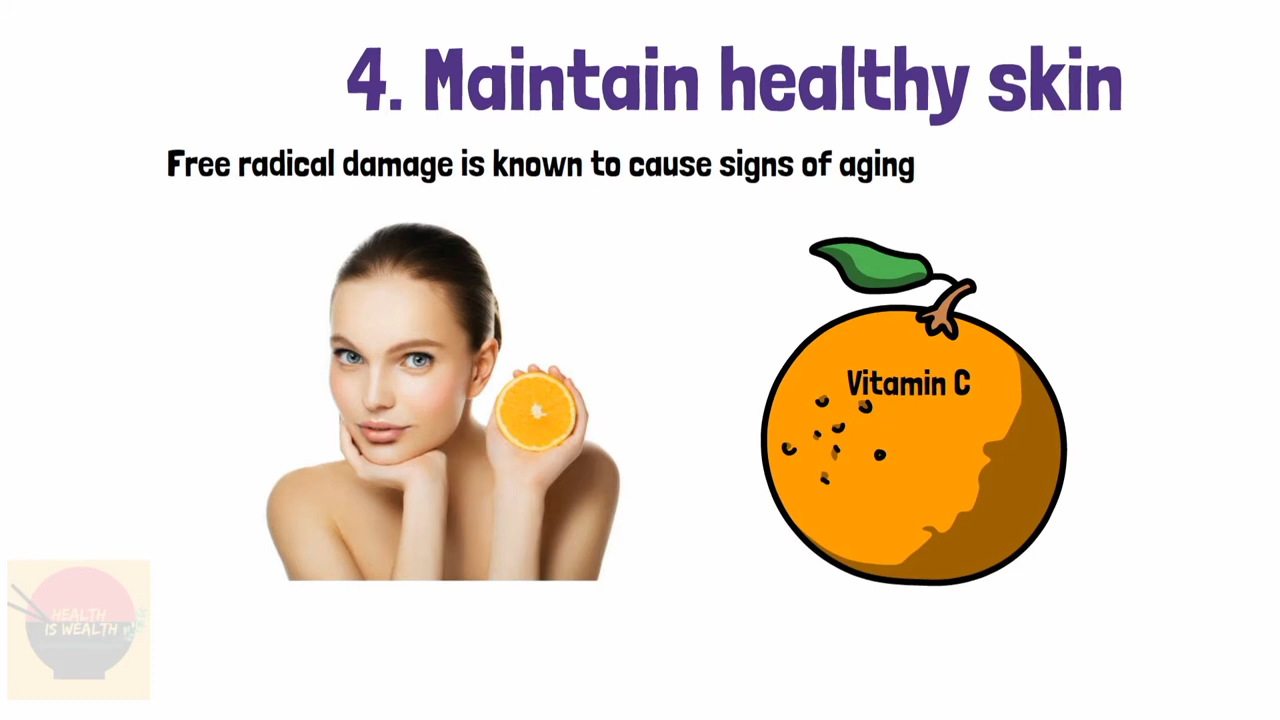 4. Maintain healthy skin
Free radical damage is known to cause signs of aging
Vitamin C
HEALTH
IS WEALTH